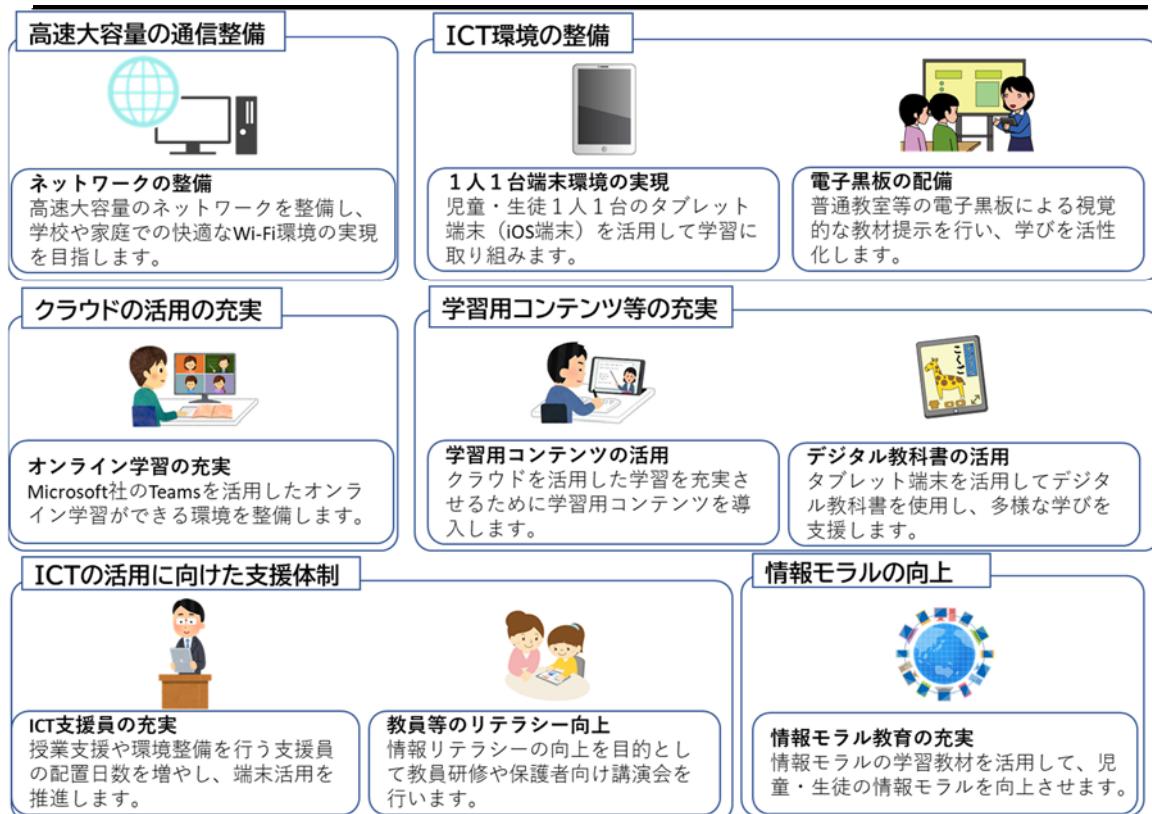 高速大容量の通信整備
ネットワークの整備
高速大容量のネットワークを整備し、
学校や家庭での快適なWi-Fi環境の実現
を目指します。
ICT環境の整備
１人１台端末環境の実現
児童・生徒１人１台のタブレット
端末（iOS端末）を活用して学習に
取り組みます。
電子黒板の配備
普通教室等の電子黒板による視覚
的な教材提示を行い、学びを活性
化します。
クラウドの活用の充実
オンライン学習の充実
Microsoft社のTeamsを活用したオンラ
イン学習ができる環境を整備します。
学習用コンテンツ等の充実
学習用コンテンツの活用
クラウドを活用した学習を充実さ
せるために学習用コンテンツを導
入します。
デジタル教科書の活用
タブレット端末を活用してデジタ
ル教科書を使用し、多様な学びを
支援します。
ICTの活用に向けた支援体制
ICT支援員の充実
授業支援や環境整備を行う支援員
の配置日数を増やし、端末活用を
推進します。
教員等のリテラシー向上
情報リテラシーの向上を目的とし
て教員研修や保護者向け講演会を
行います。
情報モラルの向上
情報モラル教育の充実
情報モラルの学習教材を活用して、児
童・生徒の情報モラルを向上させます。